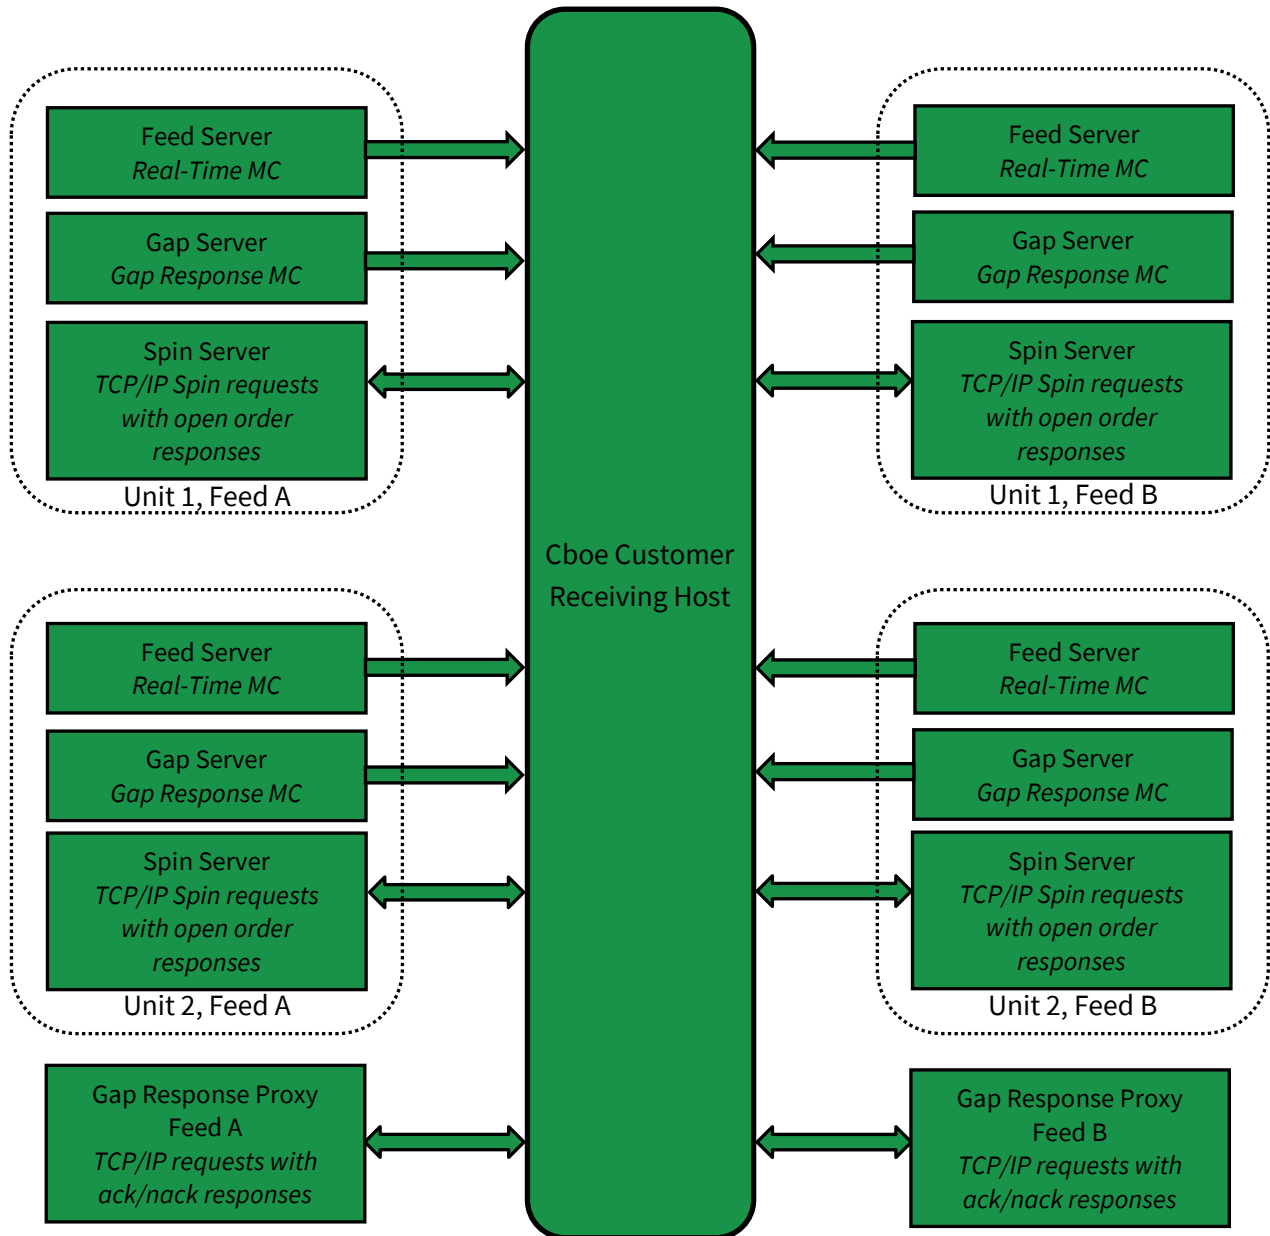 Feed Server
Real-Time MC
Gap Server
Gap Response MC
Spin Server
TCP/IP Spin requests
with open order
responses
Unit 1, Feed A
Feed Server
Real-Time MC
Gap Server
Gap Response MC
Spin Server
TCP/IP Spin requests
with open order
responses
Unit 2, Feed A
Gap Response Proxy
Feed A
TCP/IP requests with
ack/nack responses
Cboe Customer
Receiving Host
Feed Server
Real-Time MC
Gap Server
Gap Response MC
Spin Server
TCP/IP Spin requests
with open order
responses
Unit 1, Feed B
Feed Server
Real-Time MC
Gap Server
Gap Response MC
Spin Server
TCP/IP Spin requests
with open order
responses
Unit 2, Feed B
Gap Response Proxy
Feed B
TCP/IP requests with
ack/nack responses